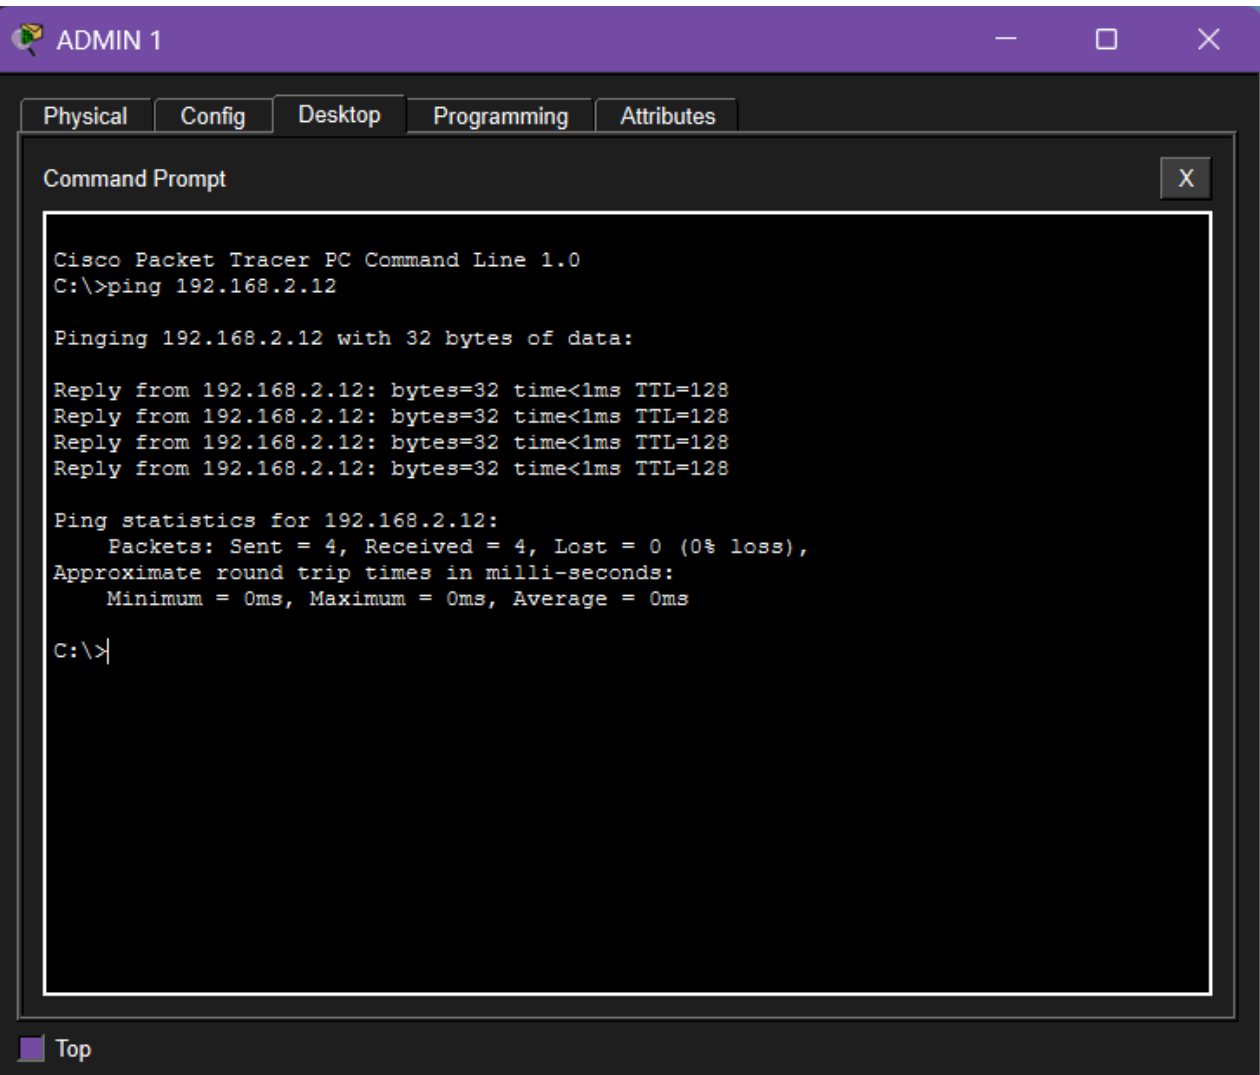 ADMIN 1
Physical Config Desktop Programming Attributes
Command Prompt X
Cisco Packet Tracer PC Command Line 1.0
C:\>ping 192.168.2.12
Pinging 192.168.2.12 with 32 bytes of data:
Reply from 192.168.2.12: bytes=32 time<1ms TTL=128
Reply from 192.168.2.12: bytes=32 time<1ms TTL=128
Reply from 192.168.2.12: bytes=32 time<1ms TTL=128
Reply from 192.168.2.12: bytes=32 time<1ms TTL=128
Ping statistics for 192.168.2.12:
Packets: Sent = 4, Received = 4, Lost = 0 (0% loss),
Approximate round trip times in milli-seconds:
Minimum = 0ms, Maximum = 0ms, Average = 0ms
C:\>
Top